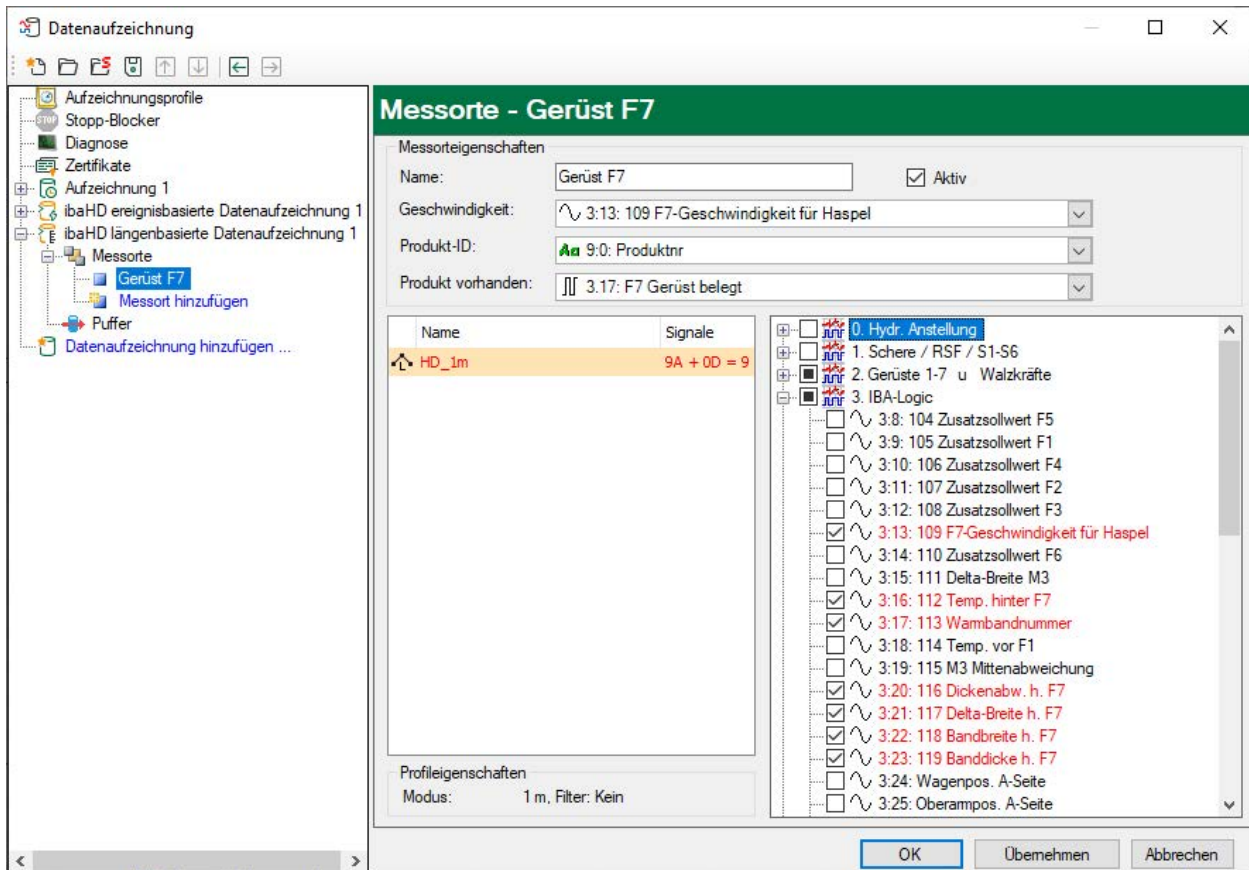 Datenaufzeichnung
Aufzeichnungsprofile
STOP
Stopp-Blocker
Diagnose
Zertifikate
Aufzeichnung 1
ibaHD ereignisbasierte Datenaufzeichnung 1
ibaHD längenbasierte Datenaufzeichnung 1
Messorte
Gerüst F7
Messort hinzufügen
Puffer
Datenaufzeichnung hinzufügen ...
Messorte - Gerüst F7
Messorteigenschaften
Name: Gerüst F7 Aktiv
Geschwindigkeit: 3:13: 109 F7-Geschwindigkeit für Haspel
Produkt-ID: Aa 9:0: Produktnr
Produkt vorhanden: 3.17: F7 Gerüst belegt
Name Signale
HD_1m 9A + 0D = 9
Profileigenschaften
Modus: 1 m, Filter: Kein
0. Hydr. Anstellung
1. Schere / RSF / S1-S6
2. Gerüste 1-7 u Walzkräfte
3. IBA-Logic
3:8: 104 Zusatzsollwert F5
3:9: 105 Zusatzsollwert F1
3:10: 106 Zusatzsollwert F4
3:11: 107 Zusatzsollwert F2
3:12: 108 Zusatzsollwert F3
3:13: 109 F7-Geschwindigkeit für Haspel
3:14: 110 Zusatzsollwert F6
3:15: 111 Delta-Breite M3
3:16: 112 Temp. hinter F7
3:17: 113 Warmbandnummer
3:18: 114 Temp. vor F1
3:19: 115 M3 Mittenabweichung
3:20: 116 Dickenabw. h. F7
3:21: 117 Delta-Breite h. F7
3:22: 118 Bandbreite h. F7
3:23: 119 Banddicke h. F7
3:24: Wagenpos. A-Seite
3:25: Oberarmpos. A-Seite
OK Übernehmen Abbrechen